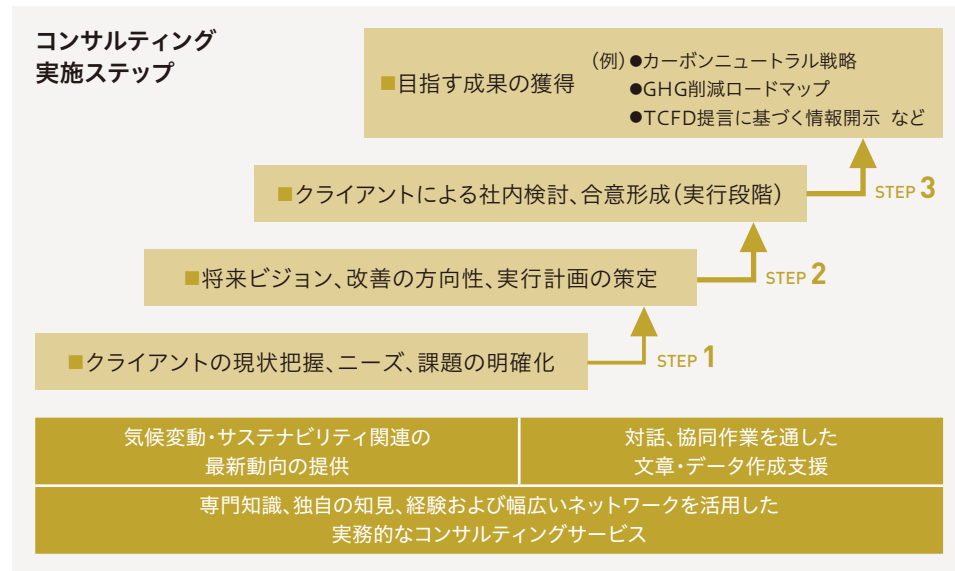 コンサルティング
実施ステップ
■目指す成果の獲得
(例)●カーボンニュートラル戦略
●GHG削減ロードマップ
●TCFD提言に基づく情報開示 など
■クライアントによる社内検討、合意形成(実行段階)
STEP 3
■将来ビジョン、改善の方向性、実行計画の策定
STEP 2
■クライアントの現状把握、ニーズ、課題の明確化
STEP 1
気候変動・サステナビリティ関連の
最新動向の提供
対話、協同作業を通した
文章・データ作成支援
専門知識、独自の知見、経験および幅広いネットワークを活用した
実務的なコンサルティングサービス